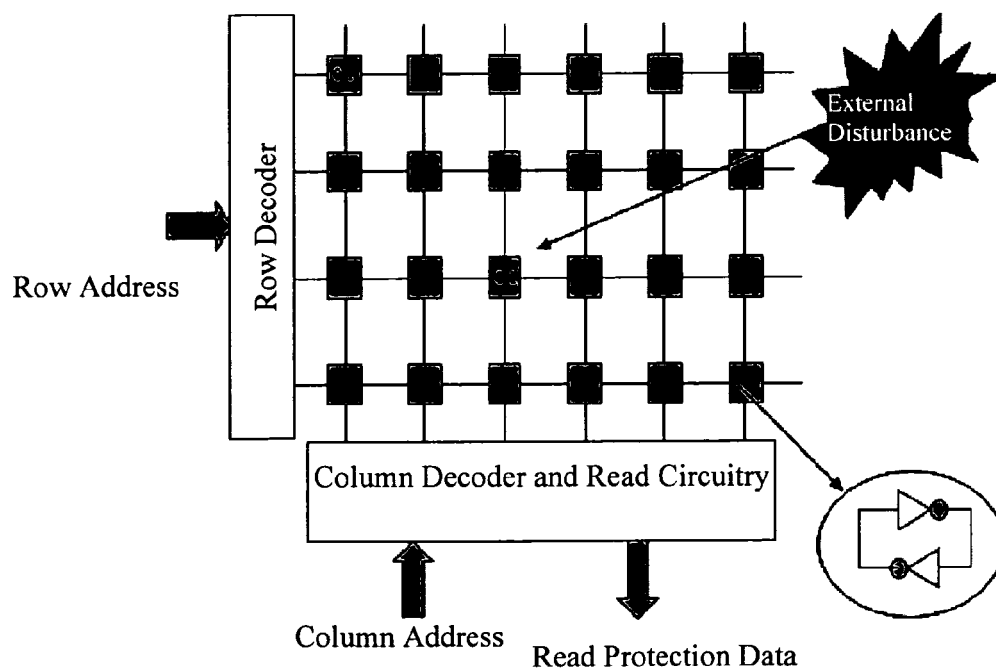 External
Disturbance
Row Decoder
Row Address
Column Decoder and Read Circuitry
Column Address
Read Protection Data